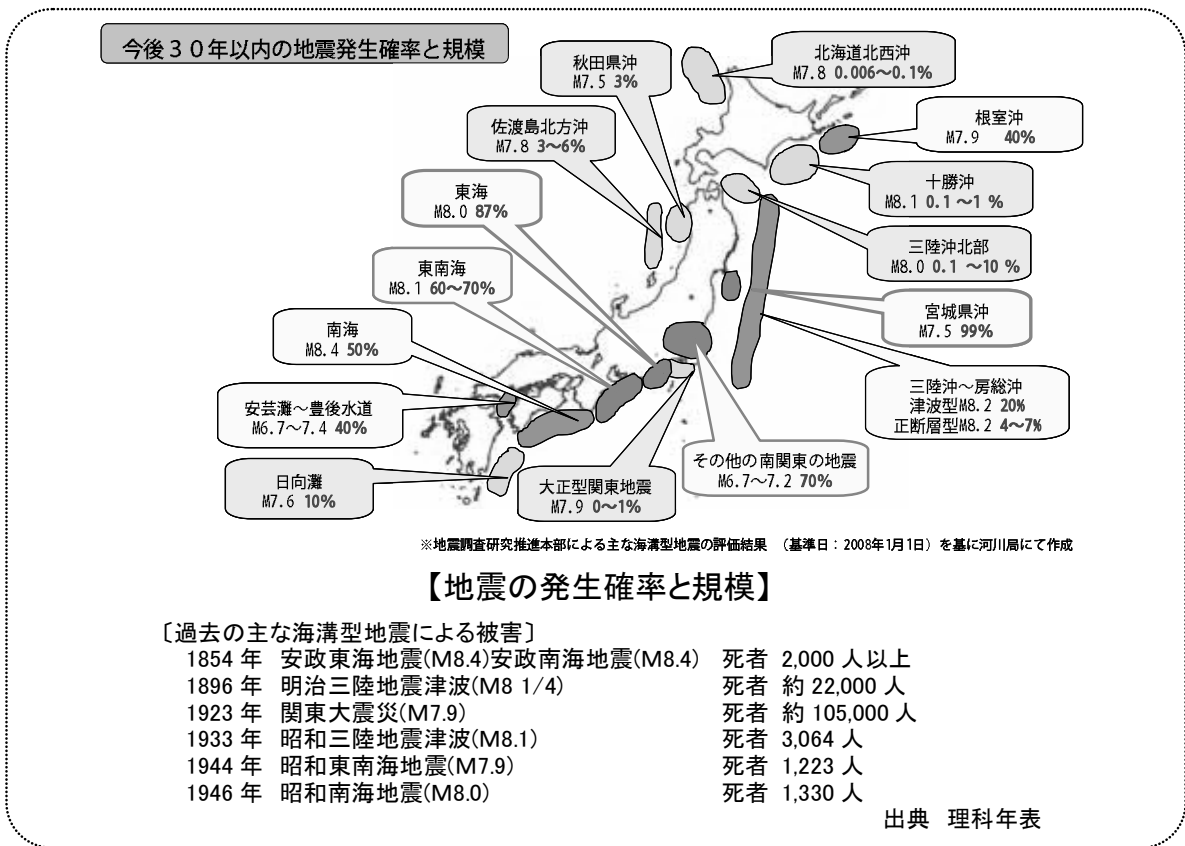 今後３０年以内の地震発生確率と規模
北海道北西沖
M7.8 0.006～0.1%
秋田県沖
M7.5 3%
根室沖
M7.9 40%
佐渡島北方沖
M7.8 3～6%
十勝沖
M8.1 0.1～1 %
東海
M8.0 87%
三陸沖北部
M8.0 0.1 ～10 %
東南海
M8.1 60～70%
宮城県沖
M7.5 99%
南海
M8.4 50%
三陸沖～房総沖
津波型M8.2 20%
正断層型M8.2 4～7%
安芸灘～豊後水道
M6.7～7.4 40%
その他の南関東の地震
M6.7～7.2 70%
日向灘
M7.6 10%
大正型関東地震
M7.9 0～1%
※地震調査研究推進本部による主な海溝型地震の評価結果　（基準日：2008年1月1日）を基に河川局にて作成
【地震の発生確率と規模】
〔過去の主な海溝型地震による被害〕
1854 年　安政東海地震(M8.4)安政南海地震(M8.4)　死者 2,000 人以上
1896 年　明治三陸地震津波(M8 1/4)　死者 約 22,000 人
1923 年　関東大震災(M7.9)　死者 約 105,000 人
1933 年　昭和三陸地震津波(M8.1)　死者 3,064 人
1944 年　昭和東南海地震(M7.9)　死者 1,223 人
1946 年　昭和南海地震(M8.0)　死者 1,330 人
出典　理科年表